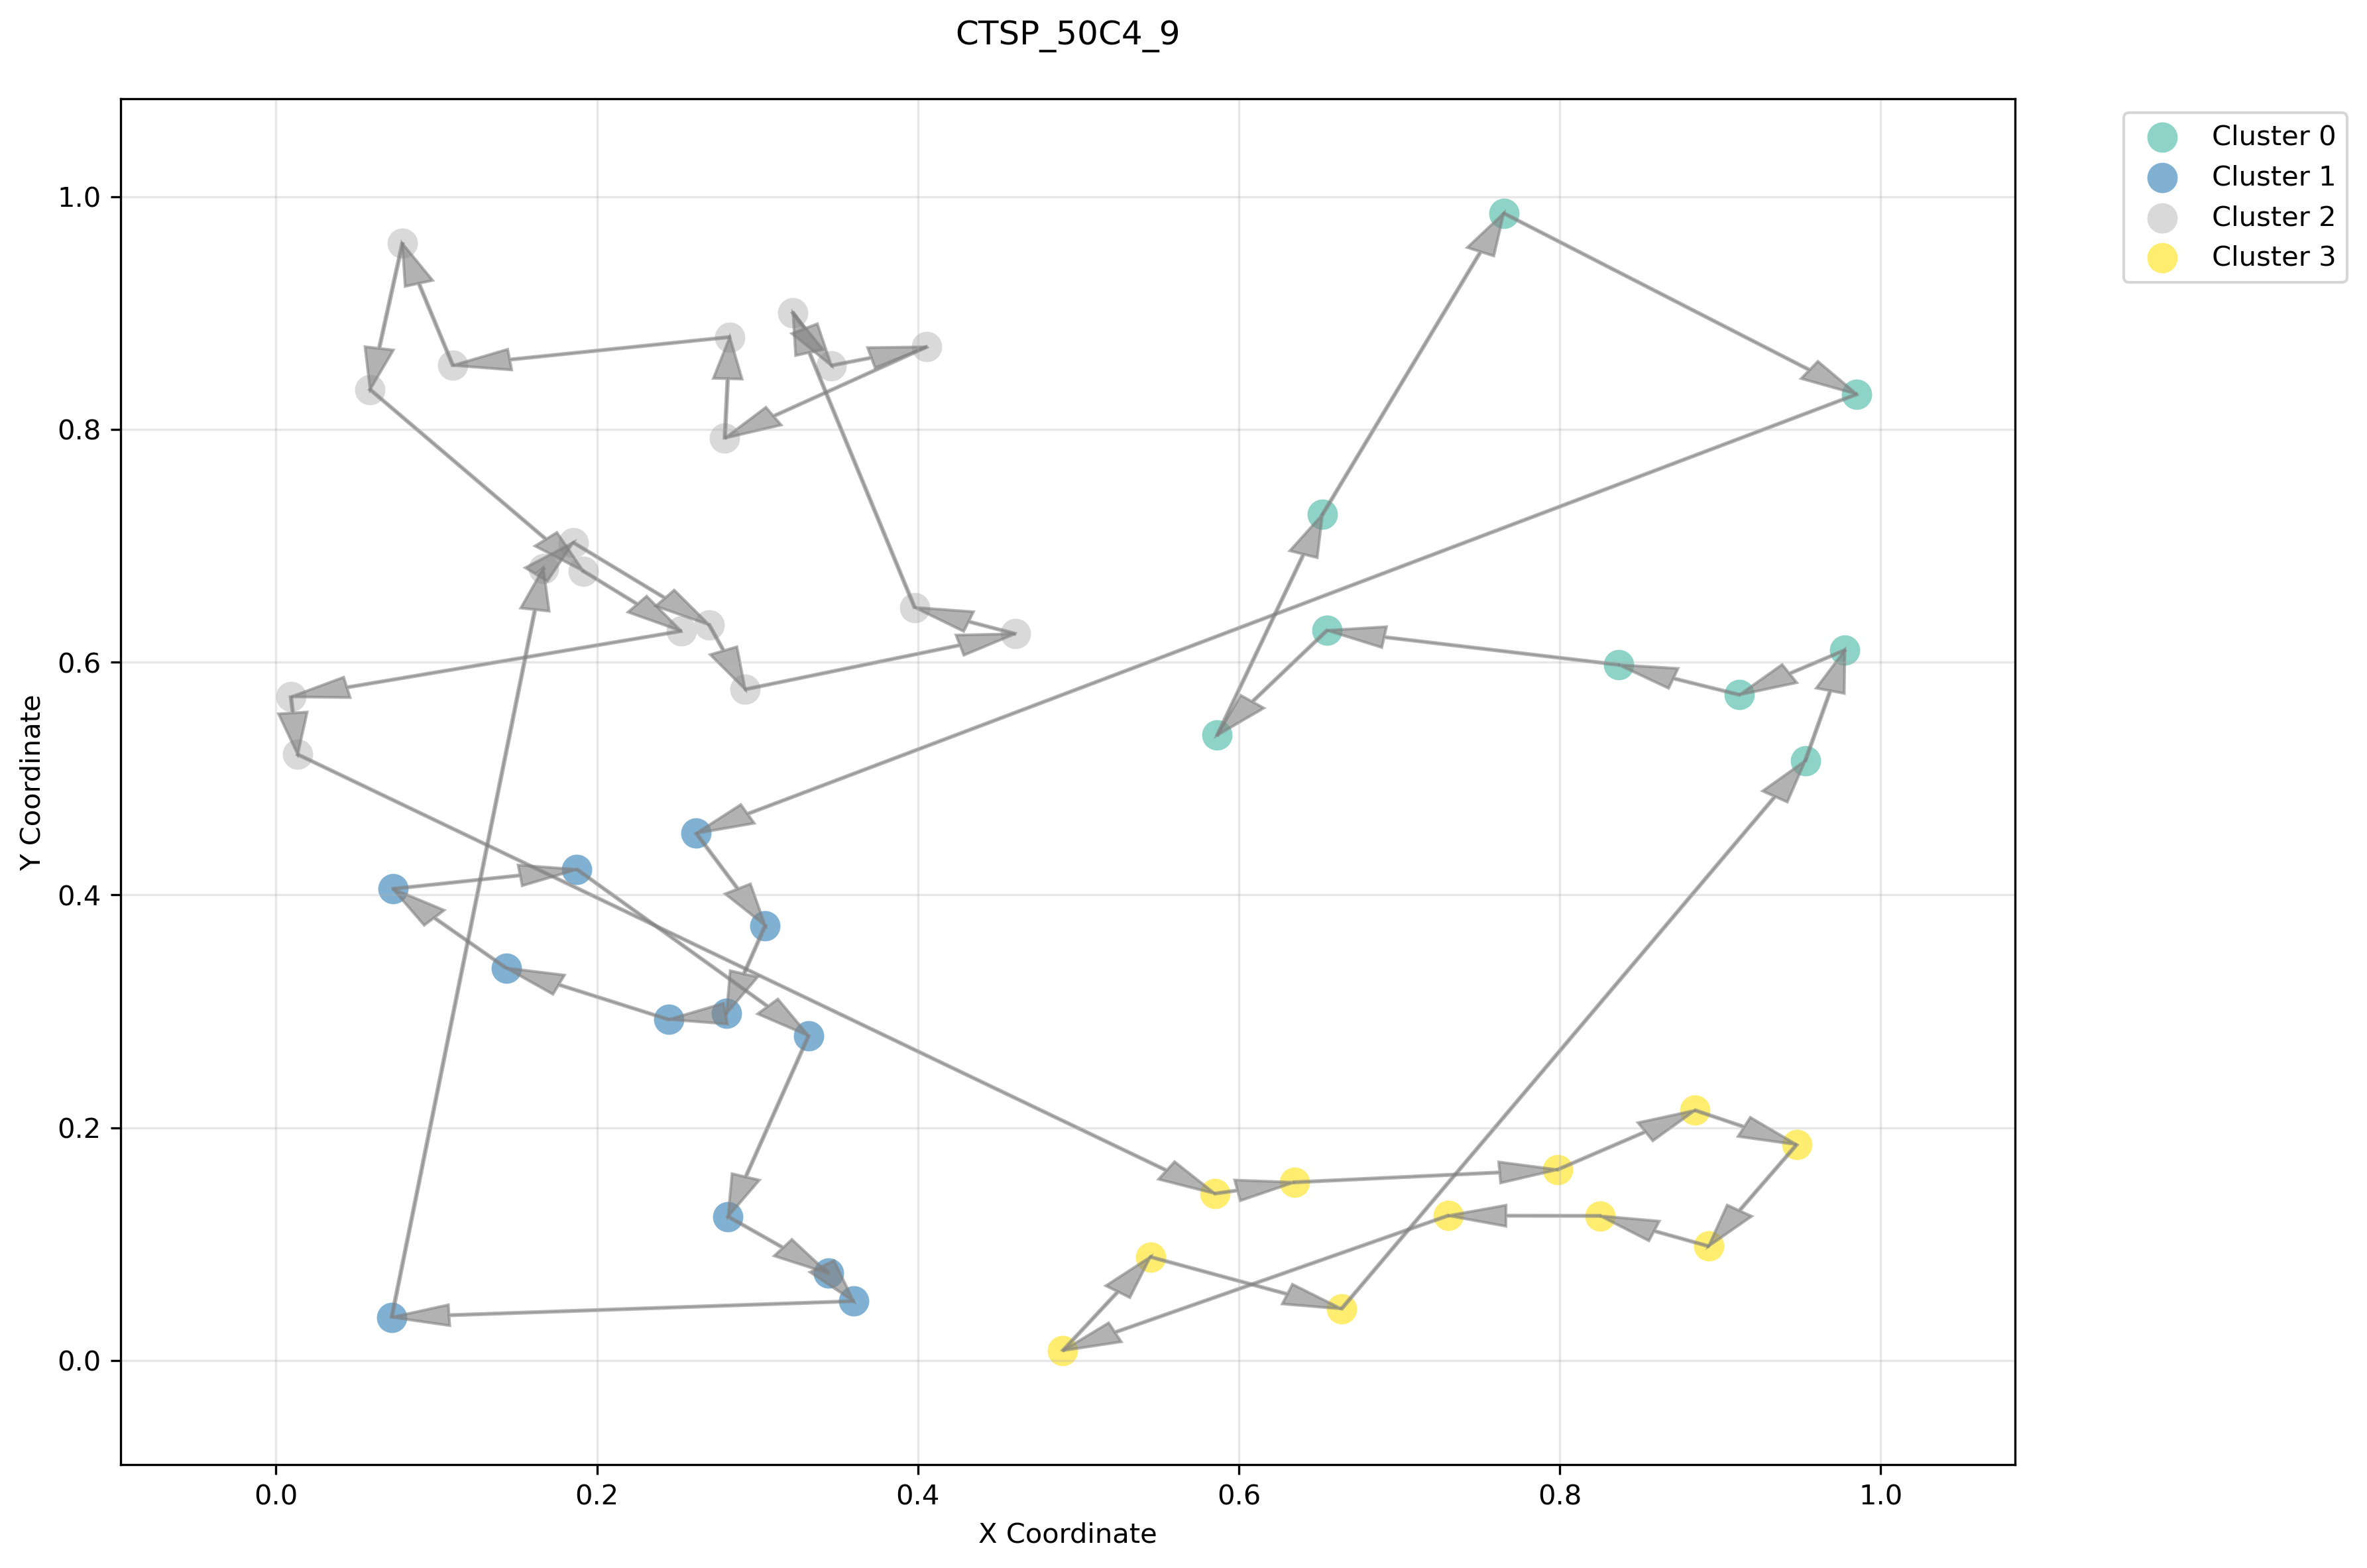 CTSP_50C4_9
Cluster 0
Cluster 1
Cluster 2
Cluster 3
1.0
0.8
0.6
0.4
0.2
0.0
Y Coordinate
0.0 0.2 0.4 0.6 0.8 1.0
X Coordinate